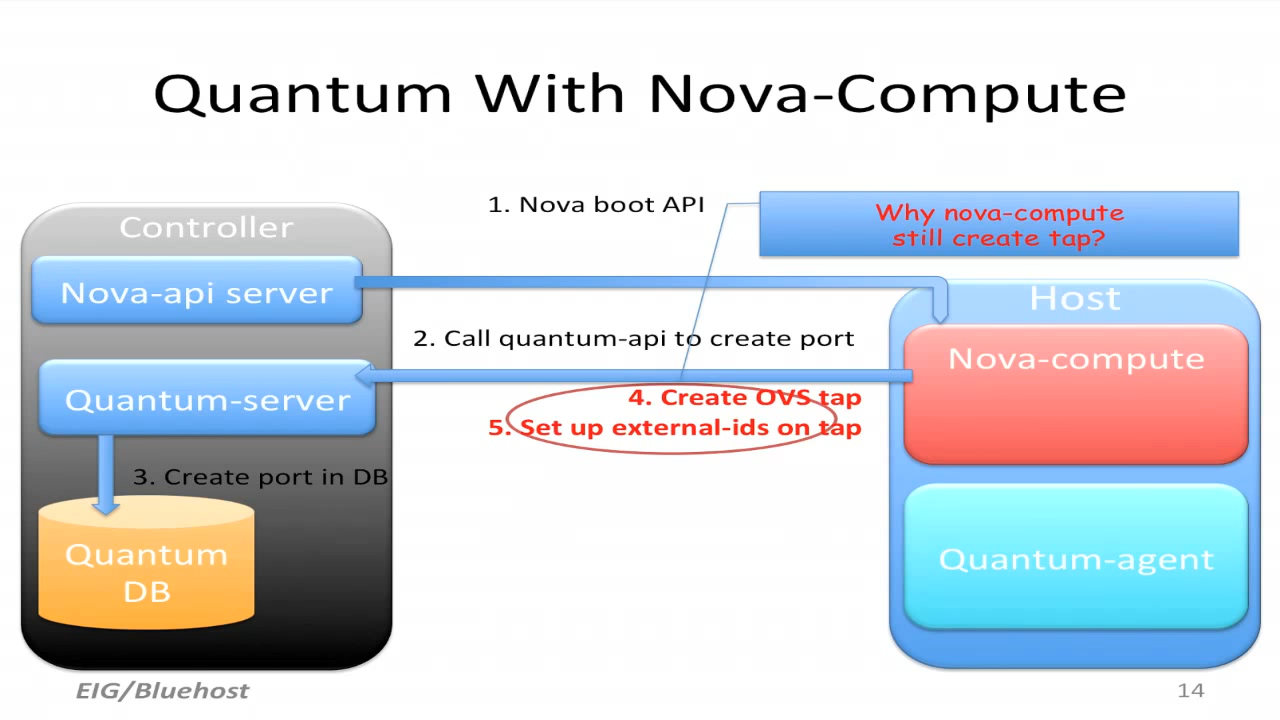 Quantum With Nova-Compute
1. Nova boot API
Why nova-compute
still create tap?
Controller
Nova-api server
Host
2. Call quantum-api to create port
Nova-compute
Quantum-server
4. Create OVS tap
5. Set up external-ids on tap
3. Create port in DB
Quantum
DB
Quantum-agent
EIG/Bluehost
14